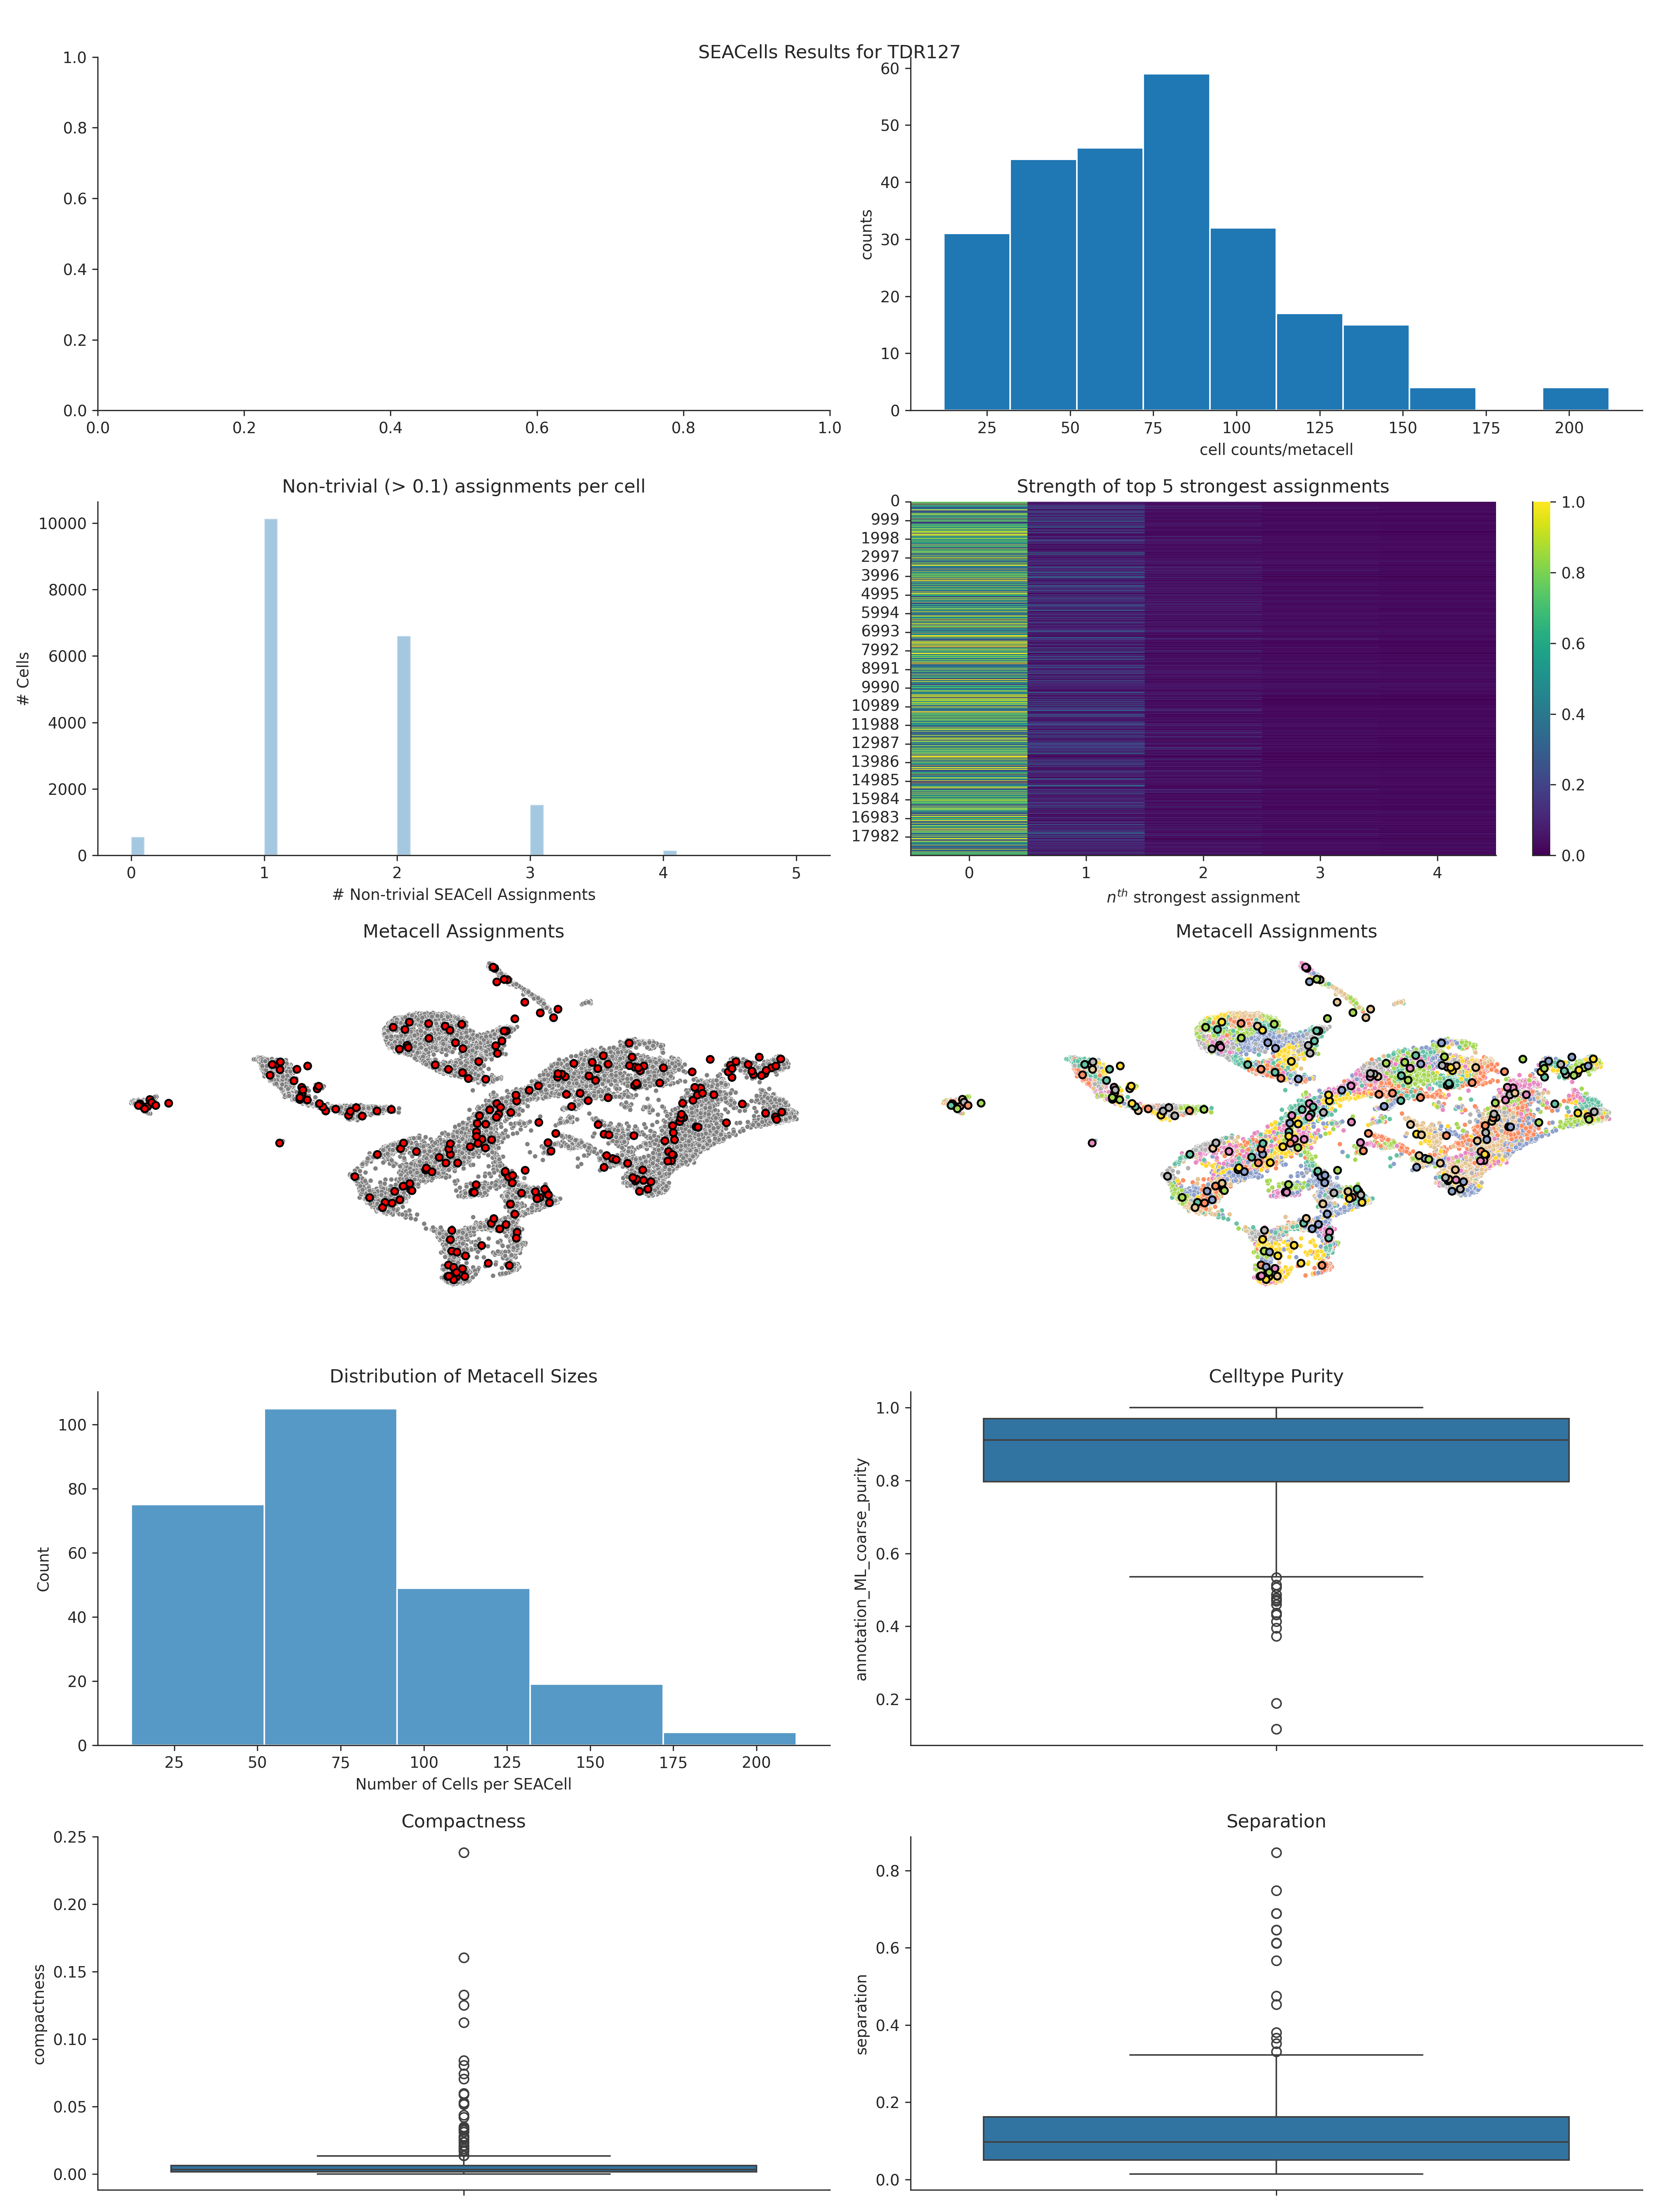 SEACells Results for TDR127
1.0
0.8
0.6
0.4
0.2
0.0
0.0 0.2 0.4 0.6 0.8 1.0
counts
60
50
40
30
20
10
0
25 50 75 100 125 150 175 200
cell counts/metacell
Non-trivial (> 0.1) assignments per cell
# Cells
10000
8000
6000
4000
2000
0
0 1 2 3 4 5
# Non-trivial SEACell Assignments
Strength of top 5 strongest assignments
0
999
1998
2997
3996
4995
5994
6993
7992
8991
9990
10989
11988
12987
13986
14985
15984
16983
17982
0 1 2 3 4
nth strongest assignment
1.0
0.8
0.6
0.4
0.2
0.0
Metacell Assignments
Metacell Assignments
Distribution of Metacell Sizes
Count
100
80
60
40
20
0
25 50 75 100 125 150 175 200
Number of Cells per SEACell
Celltype Purity
annotation_ML_coarse_purity
1.0
0.8
0.6
0.4
0.2
Compactness
compactness
0.25
0.20
0.15
0.10
0.05
0.00
Separation
separation
0.8
0.6
0.4
0.2
0.0